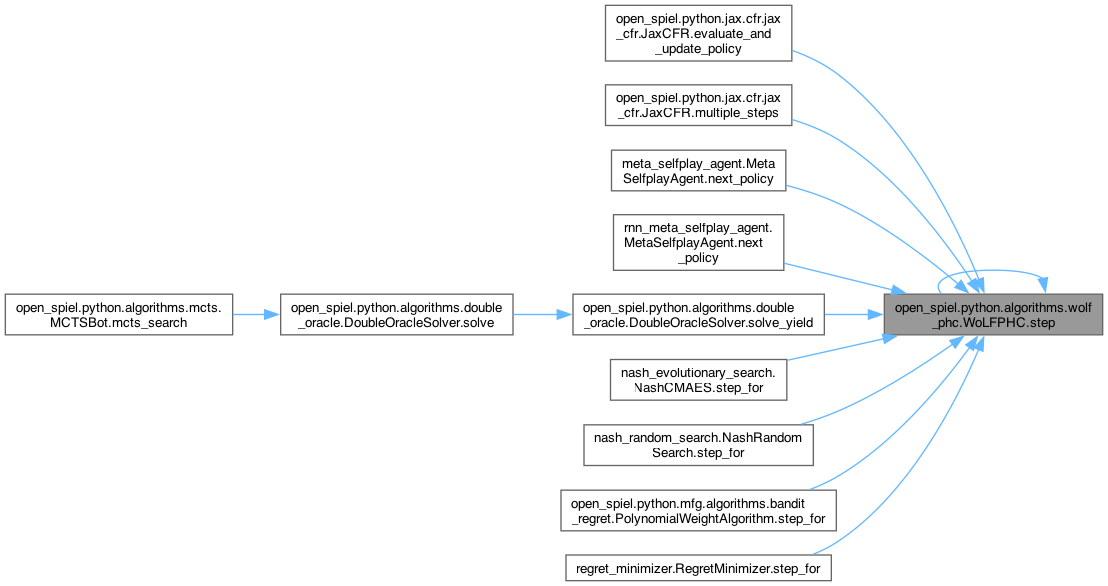 open_spiel.python.jax.cfr.jax
_cfr.JaxCFR.evaluate_and
_update_policy
open_spiel.python.jax.cfr.jax
_cfr.JaxCFR.multiple_steps
meta_selfplay_agent.Meta
SelfplayAgent.next_policy
rnn_meta_selfplay_agent.
MetaSelfplayAgent.next
_policy
open_spiel.python.algorithms.mcts.
MCTSBot.mcts_search
open_spiel.python.algorithms.double
_oracle.DoubleOracleSolver.solve
open_spiel.python.algorithms.double
_oracle.DoubleOracleSolver.solve_yield
open_spiel.python.algorithms.wolf
_phc.WoLFPHC.step
nash_evolutionary_search.
NashCMAES.step_for
nash_random_search.NashRandom
Search.step_for
open_spiel.python.mfg.algorithms.bandit
_regret.PolynomialWeightAlgorithm.step_for
regret_minimizer.RegretMinimizer.step_for